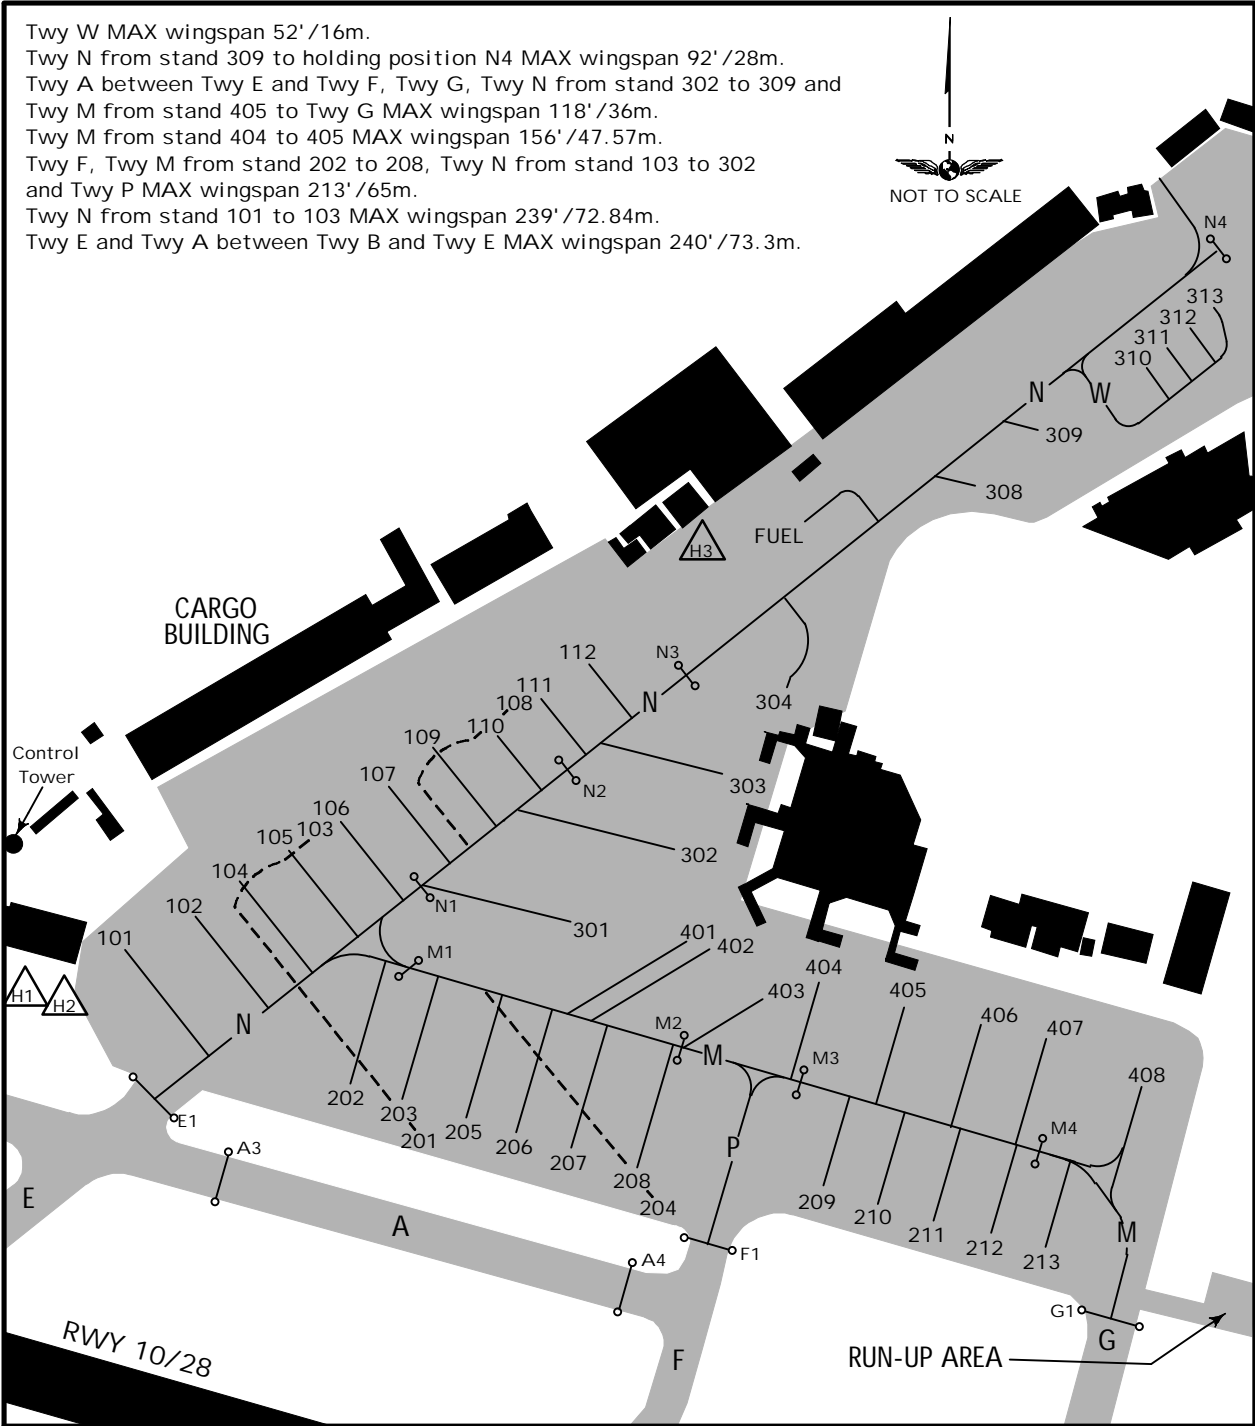 Twy W MAX wingspan 52'/16m.
Twy N from stand 309 to holding position N4 MAX wingspan 92'/28m.
Twy A between Twy E and Twy F, Twy G, Twy N from stand 302 to 309 and
Twy M from stand 405 to Twy G MAX wingspan 118'/36m.
Twy M from stand 404 to 405 MAX wingspan 156'/47.57m.
Twy F, Twy M from stand 202 to 208, Twy N from stand 103 to 302
and Twy P MAX wingspan 213'/65m.
Twy N from stand 101 to 103 MAX wingspan 239'/72.84m.
Twy E and Twy A between Twy B and Twy E MAX wingspan 240'/73.3m.
N
NOT TO SCALE
N4
313
312
311
310
N
W
309
308
FUEL
H3
CARGO
BUILDING
112
N3
111
108
N
304
110
109
107
303
N2
Control
Tower
106
103
105
302
104
N1
102
301
401
101
402
M1
404
403
405
H1
H2
406
407
N
M2
M
M3
408
202
203
E1
201
205
206
207
208
204
P
M4
A3
E
A
209
210
211
212
213
M
F1
A4
G1
G
RWY 10/28
F
RUN-UP AREA